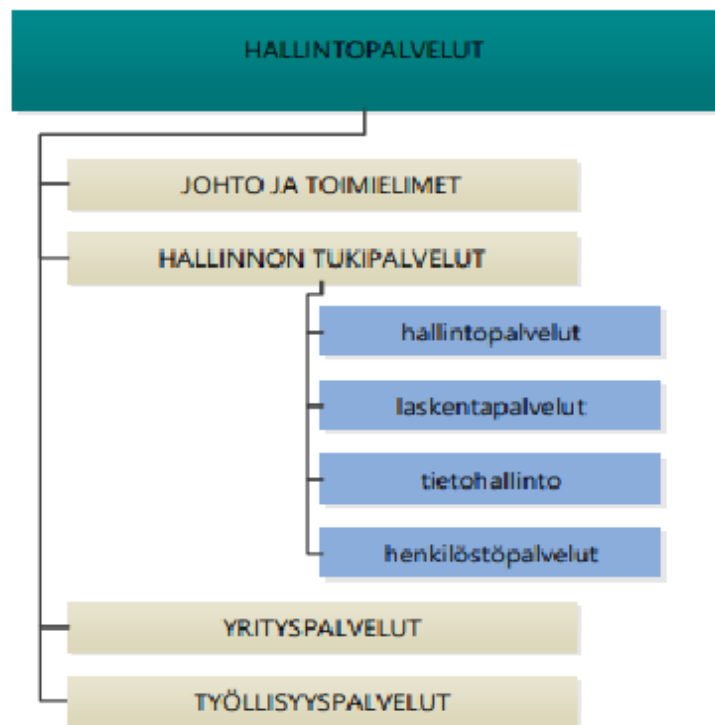 HALLINTOPALVELUT
JOHTO JA TOIMIELIMET
HALLINNON TUKIPALVELUT
hallintopalvelut
laskentapalvelut
tietohallinto
henkilöstöpalvelut
YRITYSPALVELUT
TYÖLLISYYSPALVELUT